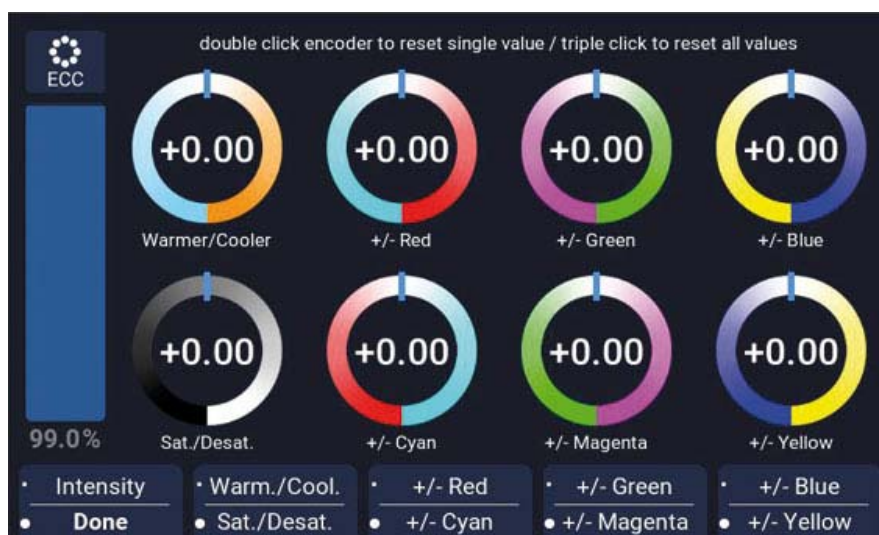 double click encoder to reset single value / triple click to reset all values
ECC
+0.00 +0.00 +0.00 +0.00
Warmer/Cooler +/- Red +/- Green +/- Blue
+0.00 +0.00 +0.00 +0.00
99.0% Sat./Desat. +/- Cyan +/- Magenta +/- Yellow
Intensity Warm./Cool. +/- Red +/- Green +/- Blue
Done Sat./Desat. +/- Cyan +/- Magenta +/- Yellow